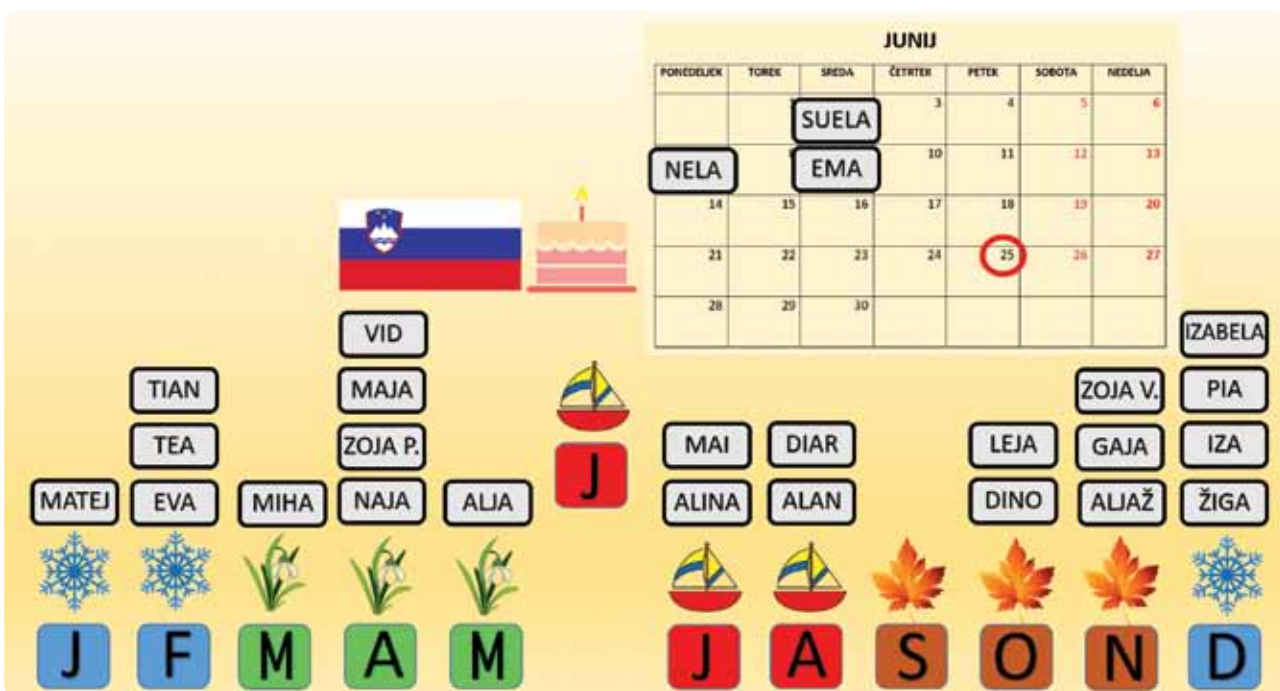 JUNIJ
PONEDELJEK TOREK SREDA ČETRTEK PETEK SOBOTA NEDELJA
SUELA 3 4 5 6
NELA EMA 10 11 12 13
14 15 16 17 18 19 20
21 22 23 24 25 26 27
28 29 30
VID IZABELA
TIAN MAJA ZOJA V. PIA
TEA ZOJA P. MAI DIAR LEJA GAJA IZA
J
MATEJ EVA MIHA NAJA ALJA ALINA ALAN DINO ALJAŽ ŽIGA
J F M A M J A S O N D